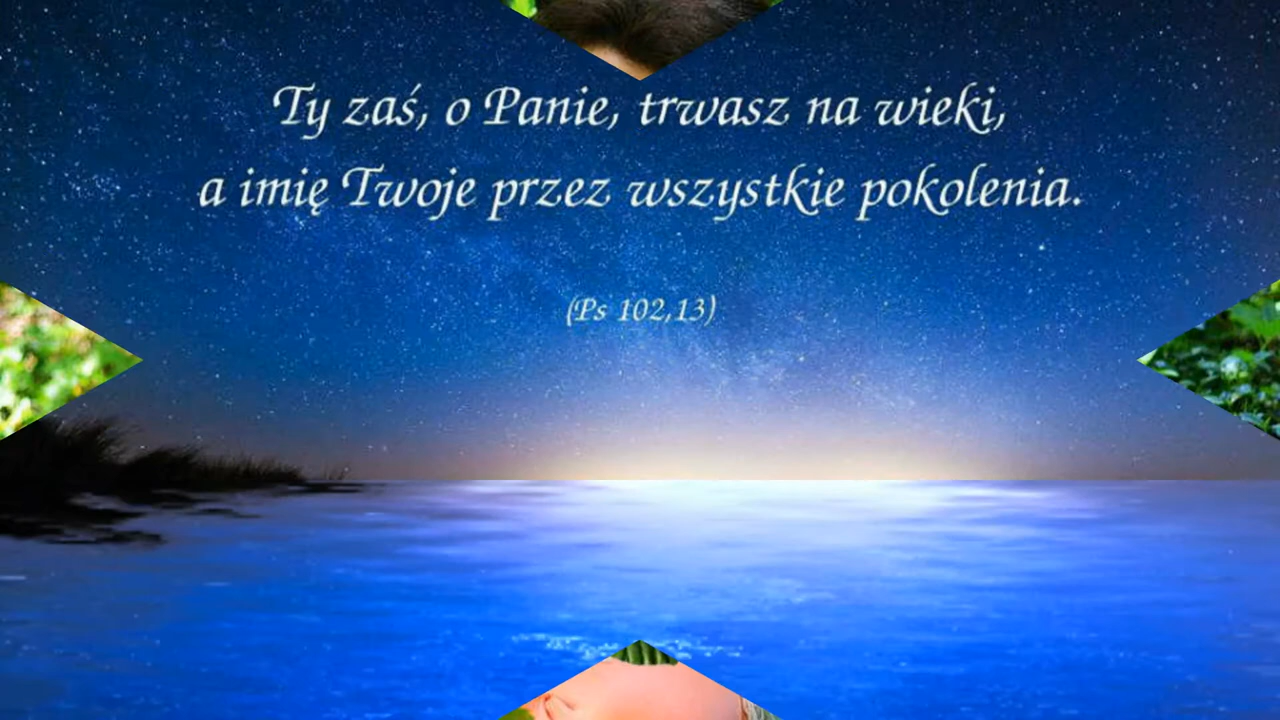 Ty zaś, o Panie, trwasz na wieki,
a imię Twoje przez wszystkie pokolenia.
(Ps 102,13)